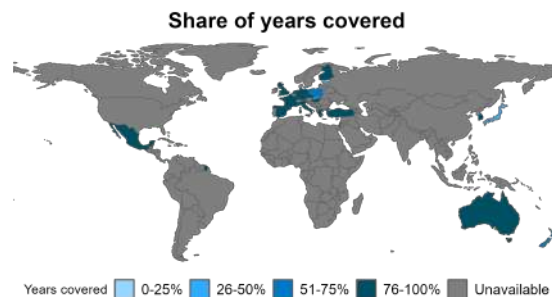 Share of years covered
Years covered 0-25% 26-50% 51-75% 76-100% Unavailable